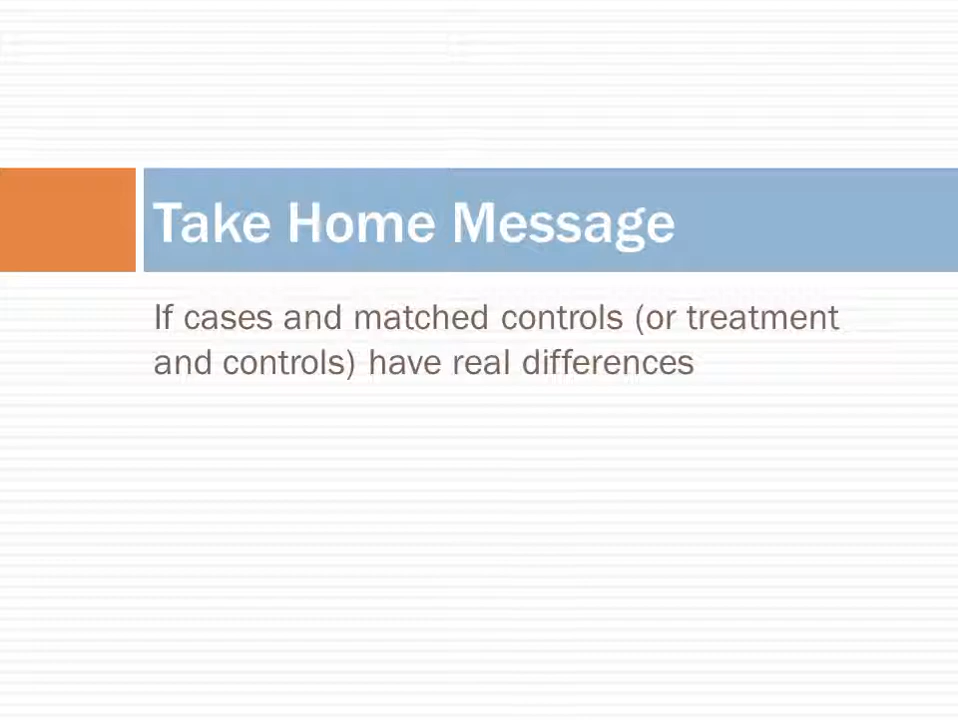 Take Home Message
If cases and matched controls (or treatment
and controls) have real differences